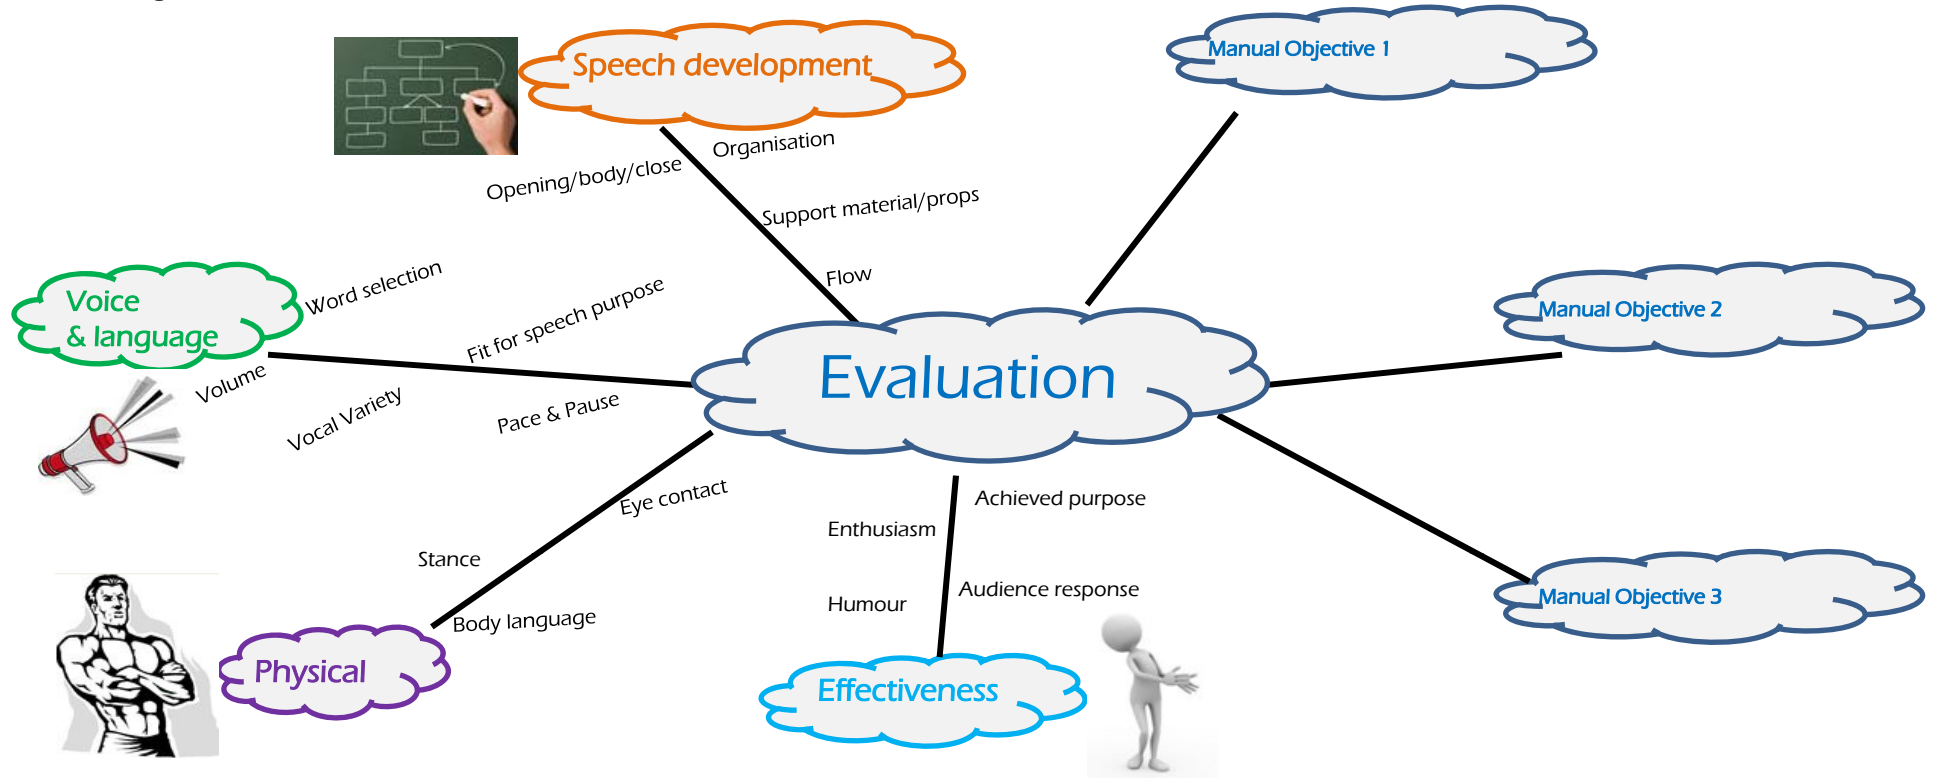 Speech development
Manual Objective 1
Organisation
Opening/body/close
Support material/props
Flow
Voice
& language
Word selection
Fit for speech purpose
Volume
Vocal Variety
Pace & Pause
Evaluation
Manual Objective 2
Eye contact
Stance
Body language
Physical
Achieved purpose
Enthusiasm
Audience response
Humour
Effectiveness
Manual Objective 3